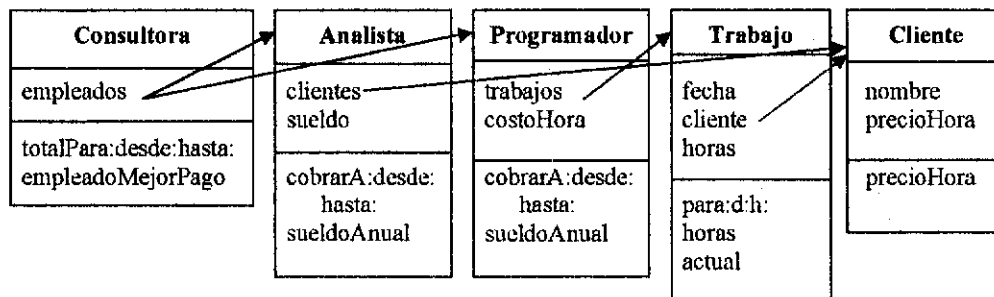 Consultora
empleados
totalPara:desde:hasta:
empleadoMejorPago
Analista
clientes
sueldo
cobrarA:desde:
hasta:
sueldoAnual
Programador
trabajos
costoHora
cobrarA:desde:
hasta:
sueldoAnual
Trabajo
fecha
cliente
horas
para:d:h:
horas
actual
Cliente
nombre
precioHora
precioHora